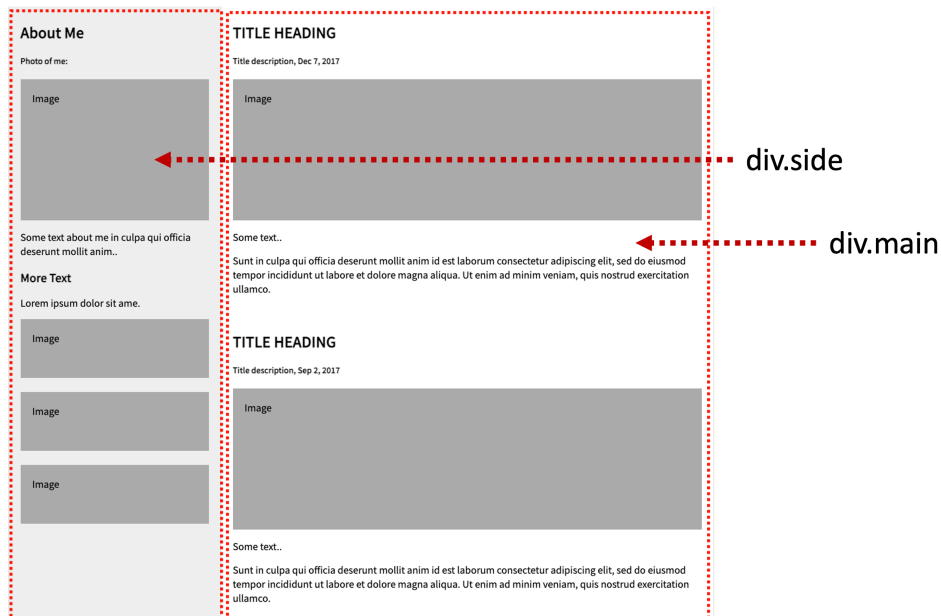 About Me
Photo of me:
Image
Some text about me in culpa qui officia
deserunt mollit anim..
More Text
Lorem ipsum dolor sit ame.
Image
Image
Image
TITLE HEADING
Title description, Dec 7, 2017
Image
Some text..
Sunt in culpa qui officia deserunt mollit anim id est laborum consectetur adipiscing elit, sed do eiusmod
tempor incididunt ut labore et dolore magna aliqua. Ut enim ad minim veniam, quis nostrud exercitation
ullamco.
TITLE HEADING
Title description, Sep 2, 2017
Image
Some text..
Sunt in culpa qui officia deserunt mollit anim id est laborum consectetur adipiscing elit, sed do eiusmod
tempor incididunt ut labore et dolore magna aliqua. Ut enim ad minim veniam, quis nostrud exercitation
ullamco.
div.side
div.main